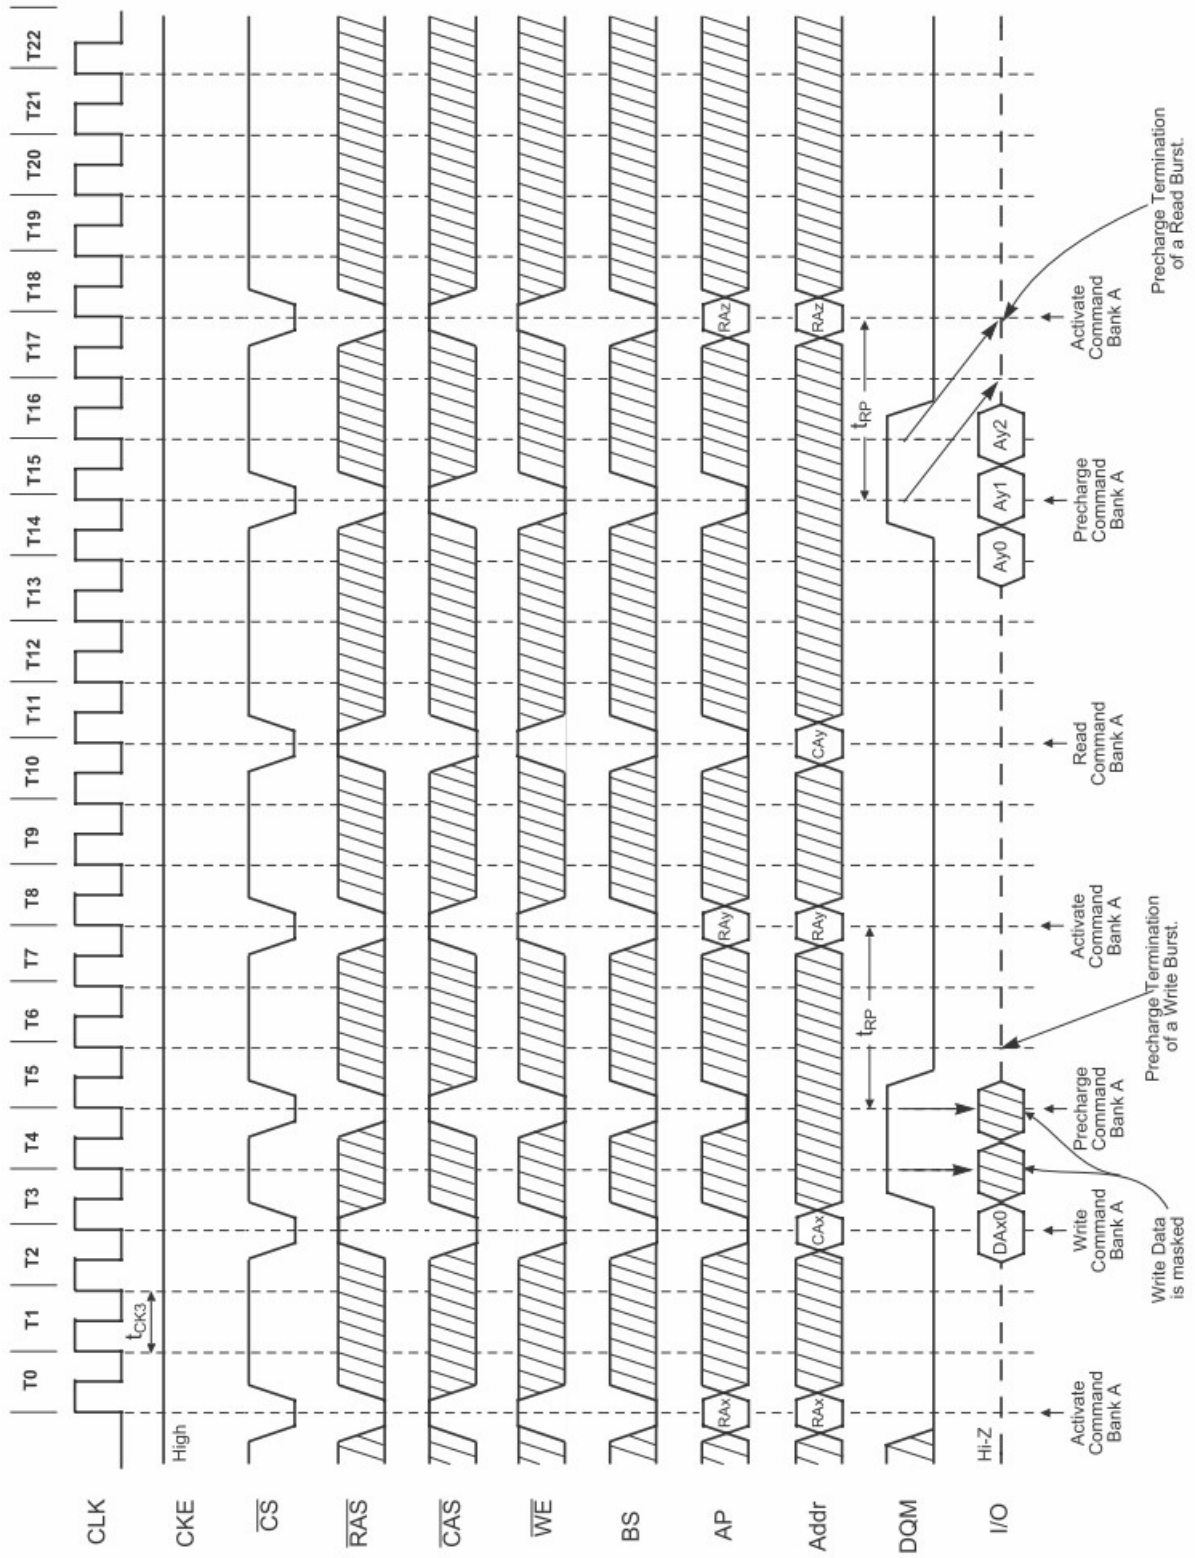 T0 T1 T2 T3 T4 T5 T6 T7 T8 T9 T10 T11 T12 T13 T14 T15 T16 T17 T18 T19 T20 T21 T22
CLK
tCK3
CKE
High
CS
RAS
CAS
WE
BS
AP
RAx RAy RAz
Addr
RAx CAx RAy CAy RAz
tRP tRP
DQM
I/O
Hi-Z
DAx0 Ay0 Ay1 Ay2
Activate
Command
Bank A
Write
Command
Bank A
Precharge
Command
Bank A
Activate
Command
Bank A
Read
Command
Bank A
Precharge
Command
Bank A
Activate
Command
Bank A
Write Data
is masked
Precharge Termination
of a Write Burst.
Precharge Termination
of a Read Burst.